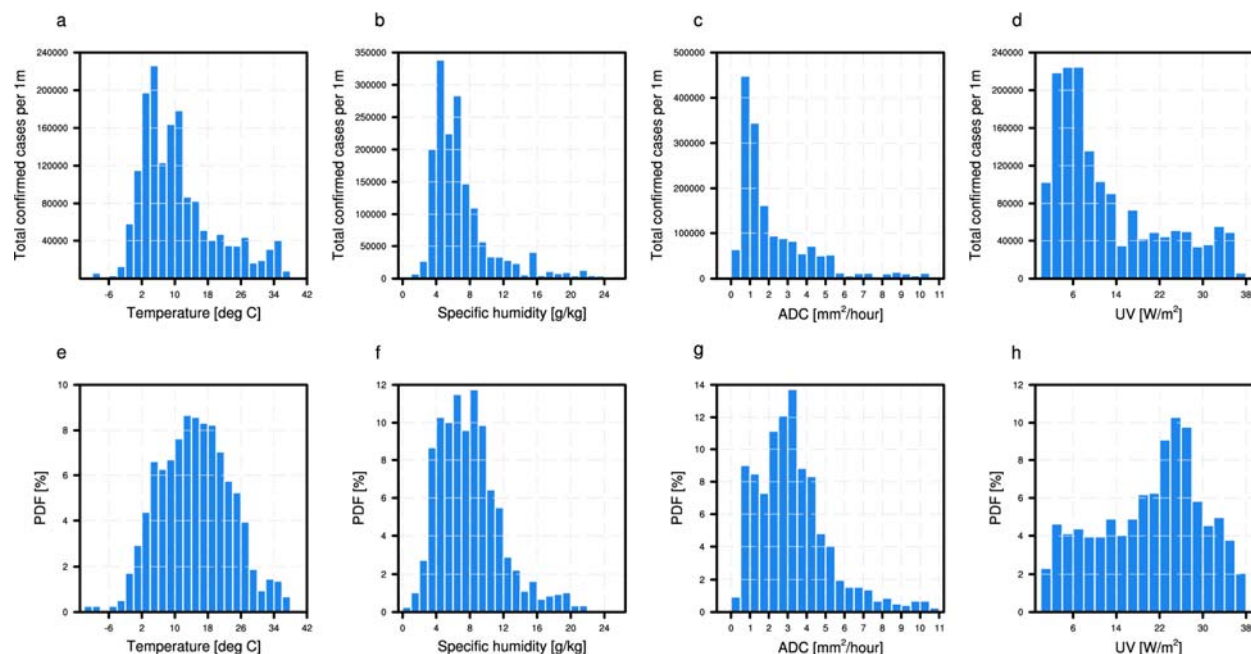 a
240000
200000
160000
120000
80000
40000
Total confirmed cases per 1m
-6 2 10 18 26 34 42
Temperature [deg C]
b
350000
300000
250000
200000
150000
100000
50000
0
Total confirmed cases per 1m
0 4 8 12 16 20 24
Specific humidity [g/kg]
c
500000
400000
300000
200000
100000
0
Total confirmed cases per 1m
0 1 2 3 4 5 6 7 8 9 10 11
ADC [mm²/hour]
d
240000
200000
160000
120000
80000
40000
0
Total confirmed cases per 1m
6 14 22 30 38
UV [W/m²]
e
10
8
6
4
2
0
PDF [%]
-6 2 10 18 26 34 42
Temperature [deg C]
f
12
10
8
6
4
2
0
PDF [%]
0 4 8 12 16 20 24
Specific humidity [g/kg]
g
14
12
10
8
6
4
2
0
PDF [%]
0 1 2 3 4 5 6 7 8 9 10 11
ADC [mm²/hour]
h
12
10
8
6
4
2
0
PDF [%]
6 14 22 30 38
UV [W/m²]